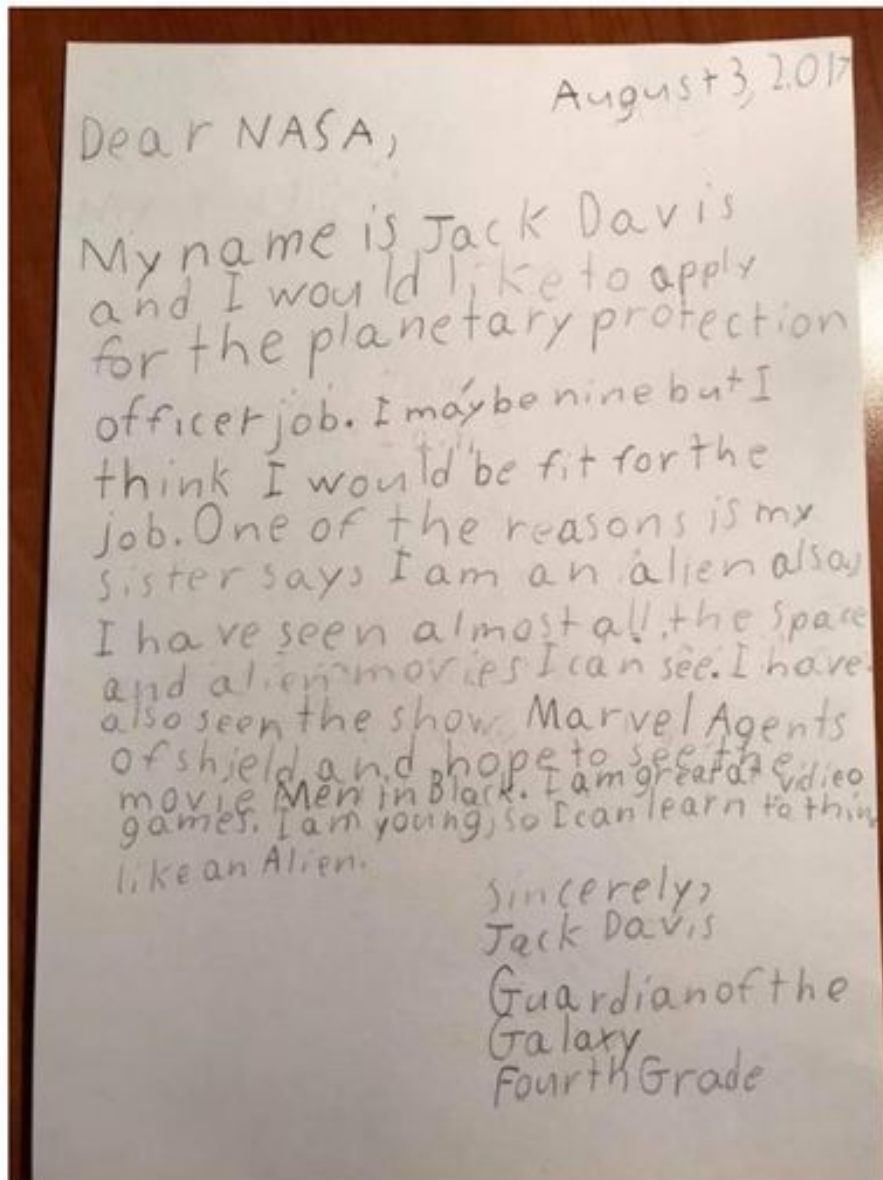 August 3, 2017
Dear NASA,
My name is Jack Davis
and I would like to apply
for the planetary protection
officer job. I may be nine but I
think I would be fit for the
job. One of the reasons is my
sister says I am an alien also,
I have seen almost all the space
and alien movies I can see. I have
also seen the show Marvel Agents
of shield and hope to see the
movie Men in Black. I am great at vidieo
games. I am young, so I can learn to think
like an Alien.
Sincerely,
Jack Davis
Guardian of the
Galaxy
Fourth Grade